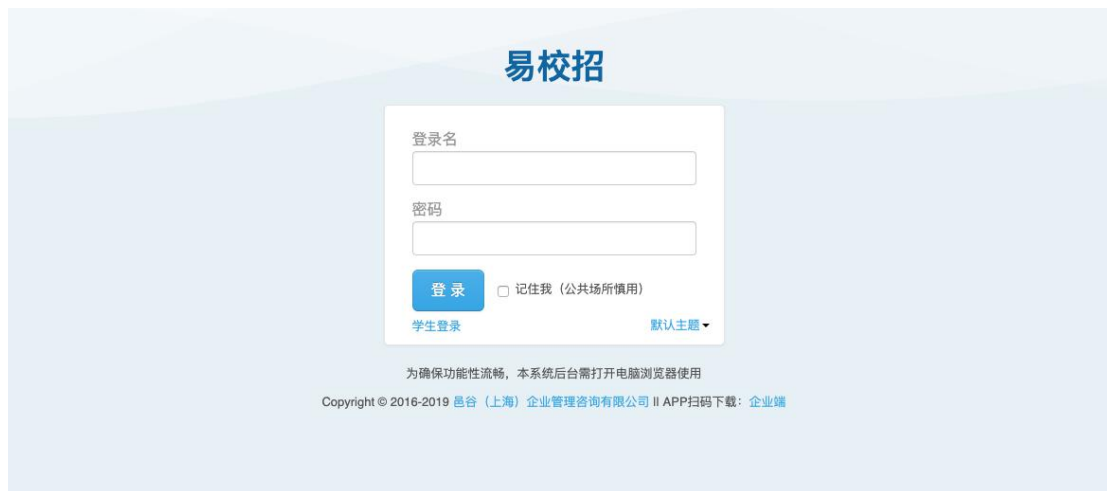 易校招
登录名
密码
登 录 记住我（公共场所慎用）
学生登录 默认主题
为确保功能性流畅，本系统后台需打开电脑浏览器使用
Copyright © 2016-2019 邑谷（上海）企业管理咨询有限公司 II APP扫码下载：企业端